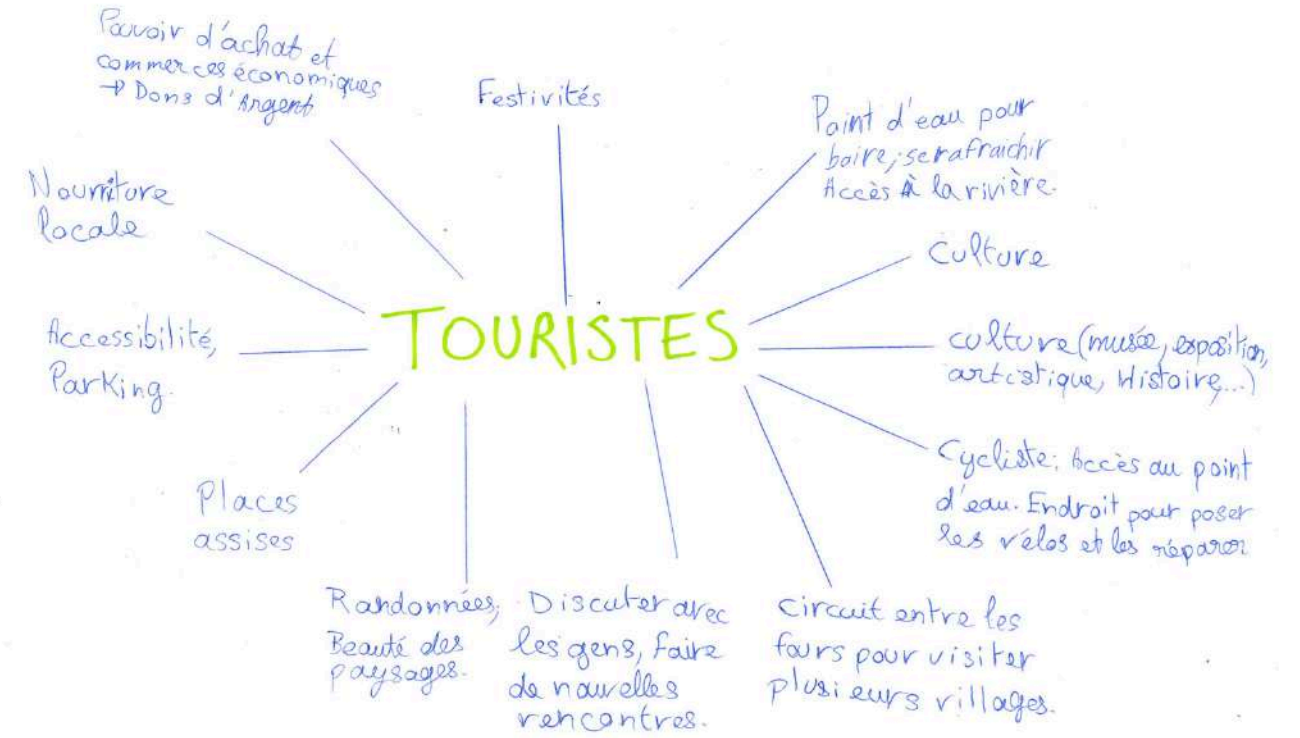 Pouvoir d'achat et
commerces économiques
→ Dons d'Argent
Festivités
Point d'eau pour
boire, se rafraichir
Accès à la rivière.
Nourriture
locale
Culture
TOURISTES
Accessibilité,
Parking.
culture (musée, exposition,
artistique, Histoire,...)
Cycliste: Accès au point
d'eau. Endroit pour poser
les vélos et les réparer
Places
assises
Randonnées,
Beauté des
paysages.
Discuter avec
les gens, faire
de nouvelles
rencontres.
circuit entre les
fours pour visiter
plusieurs villages.